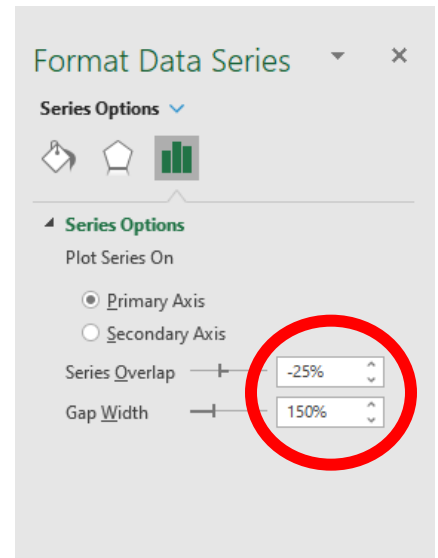 Format Data Series
Series Options
Series Options
Plot Series On
Primary Axis
Secondary Axis
Series Overlap -25%
Gap Width 150%